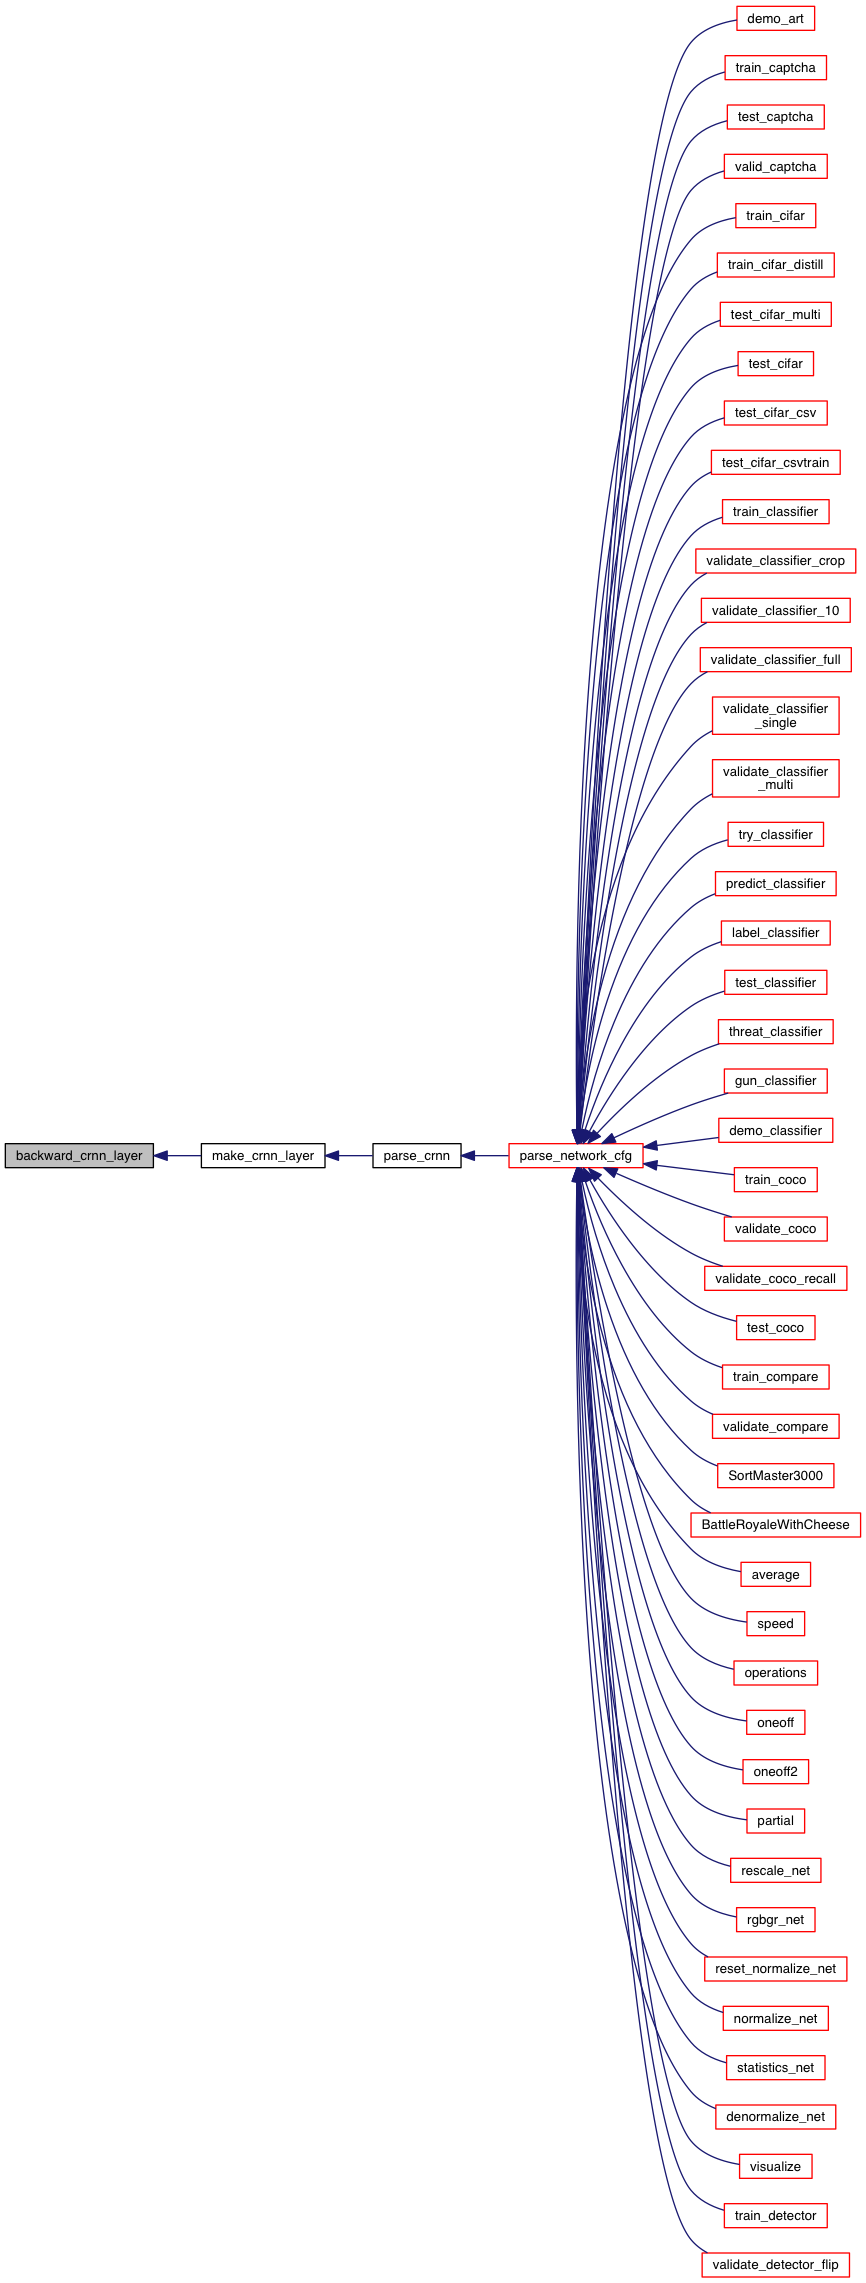 demo_art
train_captcha
test_captcha
valid_captcha
train_cifar
train_cifar_distill
test_cifar_multi
test_cifar
test_cifar_csv
test_cifar_csvtrain
train_classifier
validate_classifier_crop
validate_classifier_10
validate_classifier_full
validate_classifier
_single
validate_classifier
_multi
try_classifier
predict_classifier
label_classifier
test_classifier
threat_classifier
gun_classifier
demo_classifier
backward_crnn_layer
make_crnn_layer
parse_crnn
parse_network_cfg
train_coco
validate_coco
validate_coco_recall
test_coco
train_compare
validate_compare
SortMaster3000
BattleRoyaleWithCheese
average
speed
operations
oneoff
oneoff2
partial
rescale_net
rgbgr_net
reset_normalize_net
normalize_net
statistics_net
denormalize_net
visualize
train_detector
validate_detector_flip